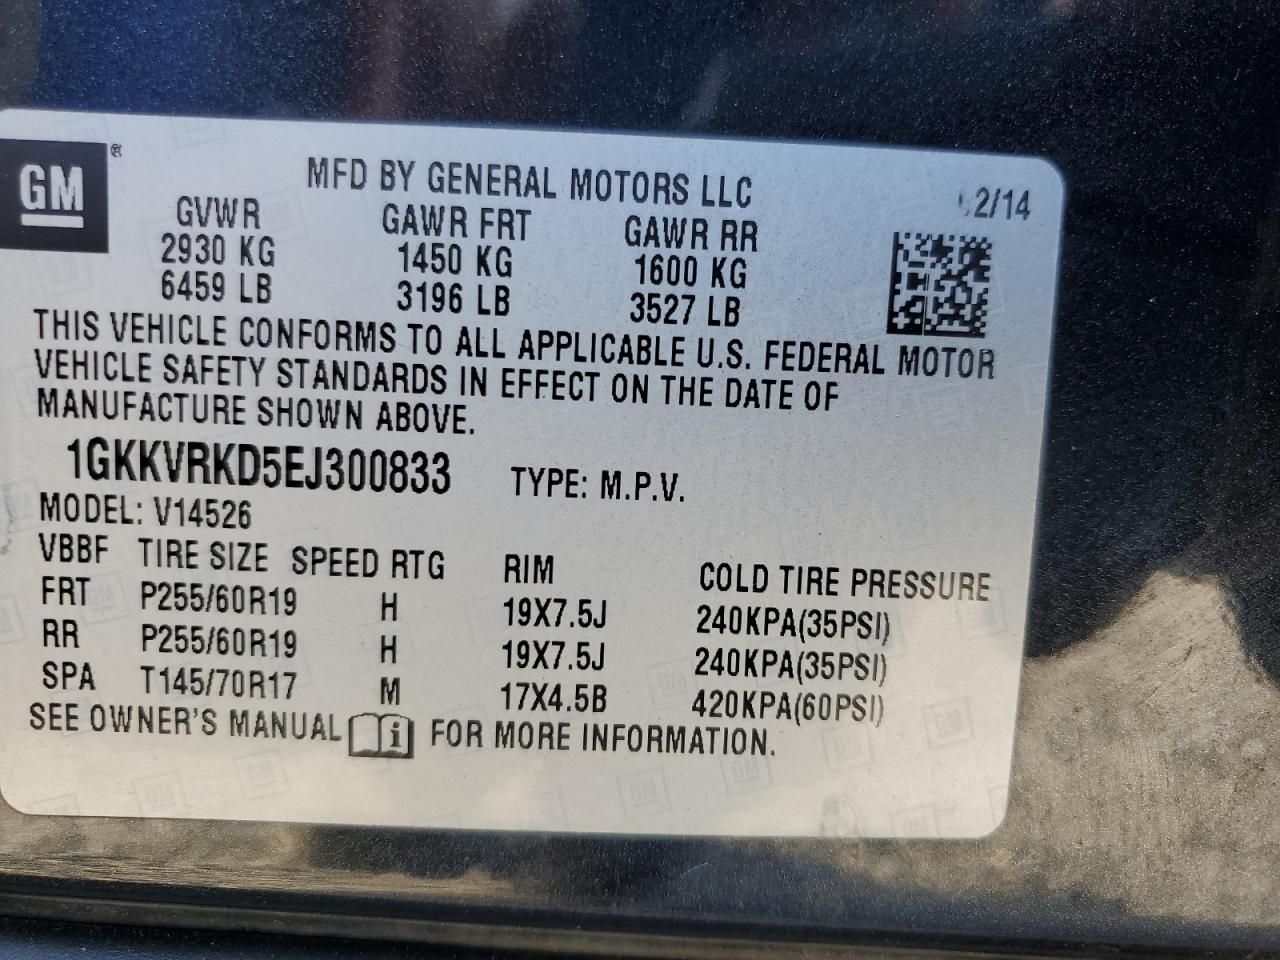 GM ®
MFD BY GENERAL MOTORS LLC
2/14
GVWR GAWR FRT GAWR RR
2930 KG 1450 KG 1600 KG
6459 LB 3196 LB 3527 LB
THIS VEHICLE CONFORMS TO ALL APPLICABLE U.S. FEDERAL MOTOR
VEHICLE SAFETY STANDARDS IN EFFECT ON THE DATE OF
MANUFACTURE SHOWN ABOVE.
1GKKVRKD5EJ300833 TYPE: M.P.V.
MODEL: V14526
VBBF TIRE SIZE SPEED RTG RIM COLD TIRE PRESSURE
FRT P255/60R19 H 19X7.5J 240KPA(35PSI)
RR P255/60R19 H 19X7.5J 240KPA(35PSI)
SPA T145/70R17 M 17X4.5B 420KPA(60PSI)
SEE OWNER'S MANUAL i FOR MORE INFORMATION.